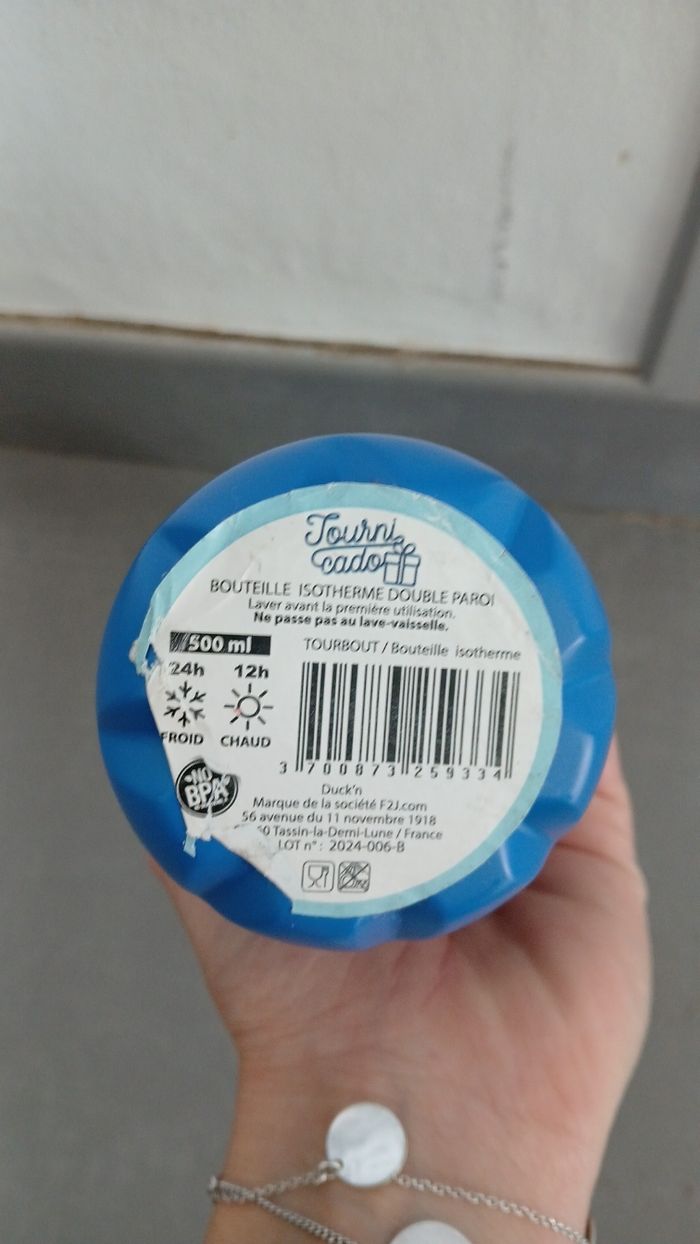 Tourni
cado
BOUTEILLE ISOTHERME DOUBLE PAROI
Laver avant la première utilisation.
Ne passe pas au lave-vaisselle.
500 ml
TOURBOUT / Bouteille isotherme
24h 12h
FROID CHAUD
3 700873 259334
NO
BPA
Duck'n
Marque de la société F2J.com
56 avenue du 11 novembre 1918
Tassin-la-Demi-Lune / France
LOT n° : 2024-006-B